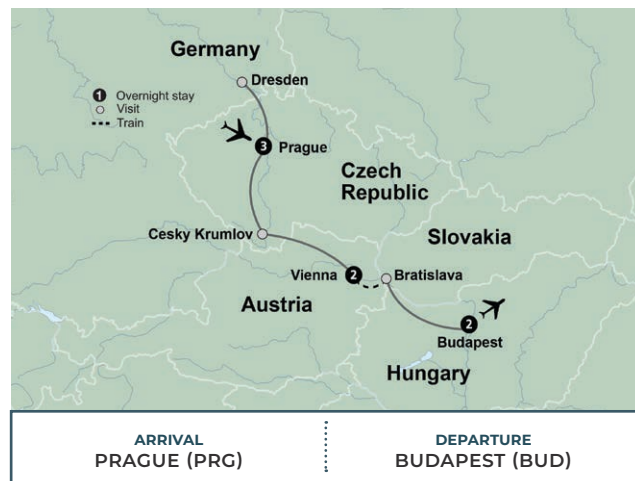 Germany
Dresden
1 Overnight stay
Visit
Train
3 Prague
Czech
Republic
Cesky Krumlov
Slovakia
Vienna 2
Bratislava
Austria
2
Budapest
Hungary
ARRIVAL
PRAGUE (PRG)
DEPARTURE
BUDAPEST (BUD)